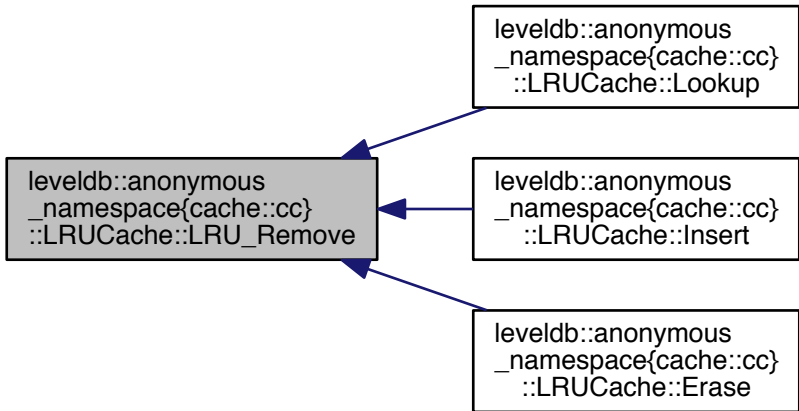 leveldb::anonymous
_namespace{cache::cc}
::LRUCache::Lookup
leveldb::anonymous
_namespace{cache::cc}
::LRUCache::LRU_Remove
leveldb::anonymous
_namespace{cache::cc}
::LRUCache::Insert
leveldb::anonymous
_namespace{cache::cc}
::LRUCache::Erase